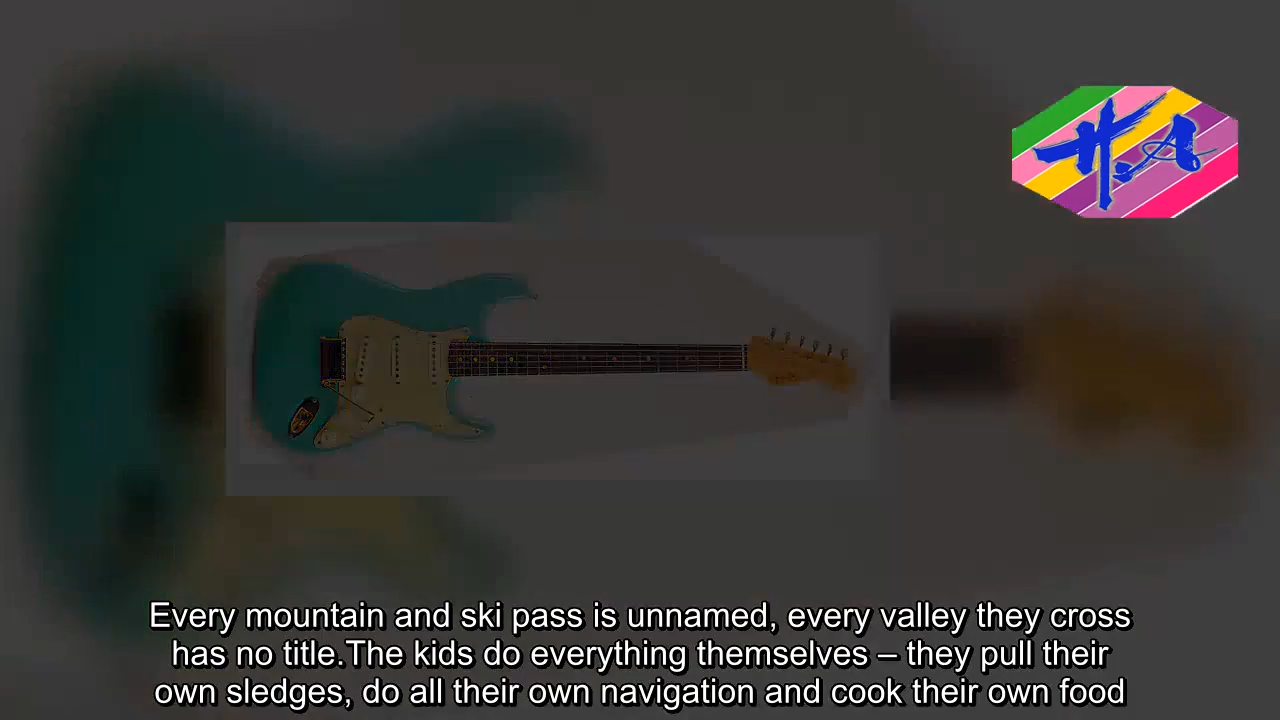 H.A
Every mountain and ski pass is unnamed, every valley they cross
has no title.The kids do everything themselves – they pull their
own sledges, do all their own navigation and cook their own food